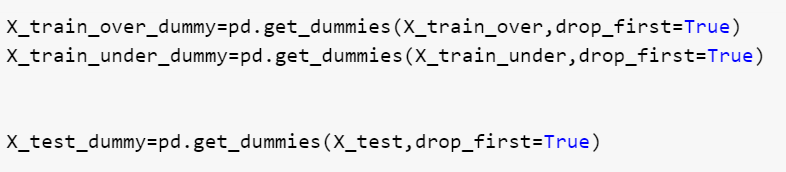 X_train_over_dummy=pd.get_dummies(X_train_over,drop_first=True)
X_train_under_dummy=pd.get_dummies(X_train_under,drop_first=True)
X_test_dummy=pd.get_dummies(X_test,drop_first=True)